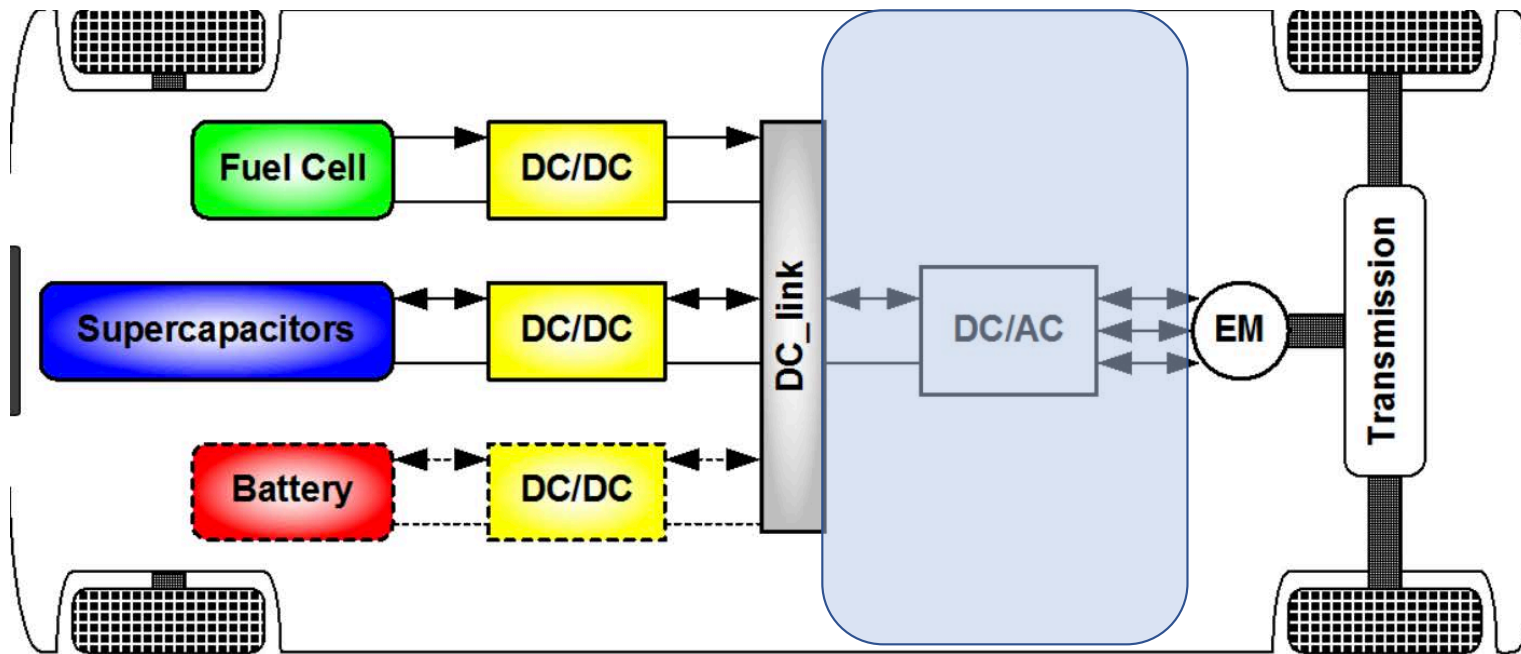 Fuel Cell
DC/DC
Supercapacitors
DC/DC
DC_link
DC/AC
EM
Transmission
Battery
DC/DC